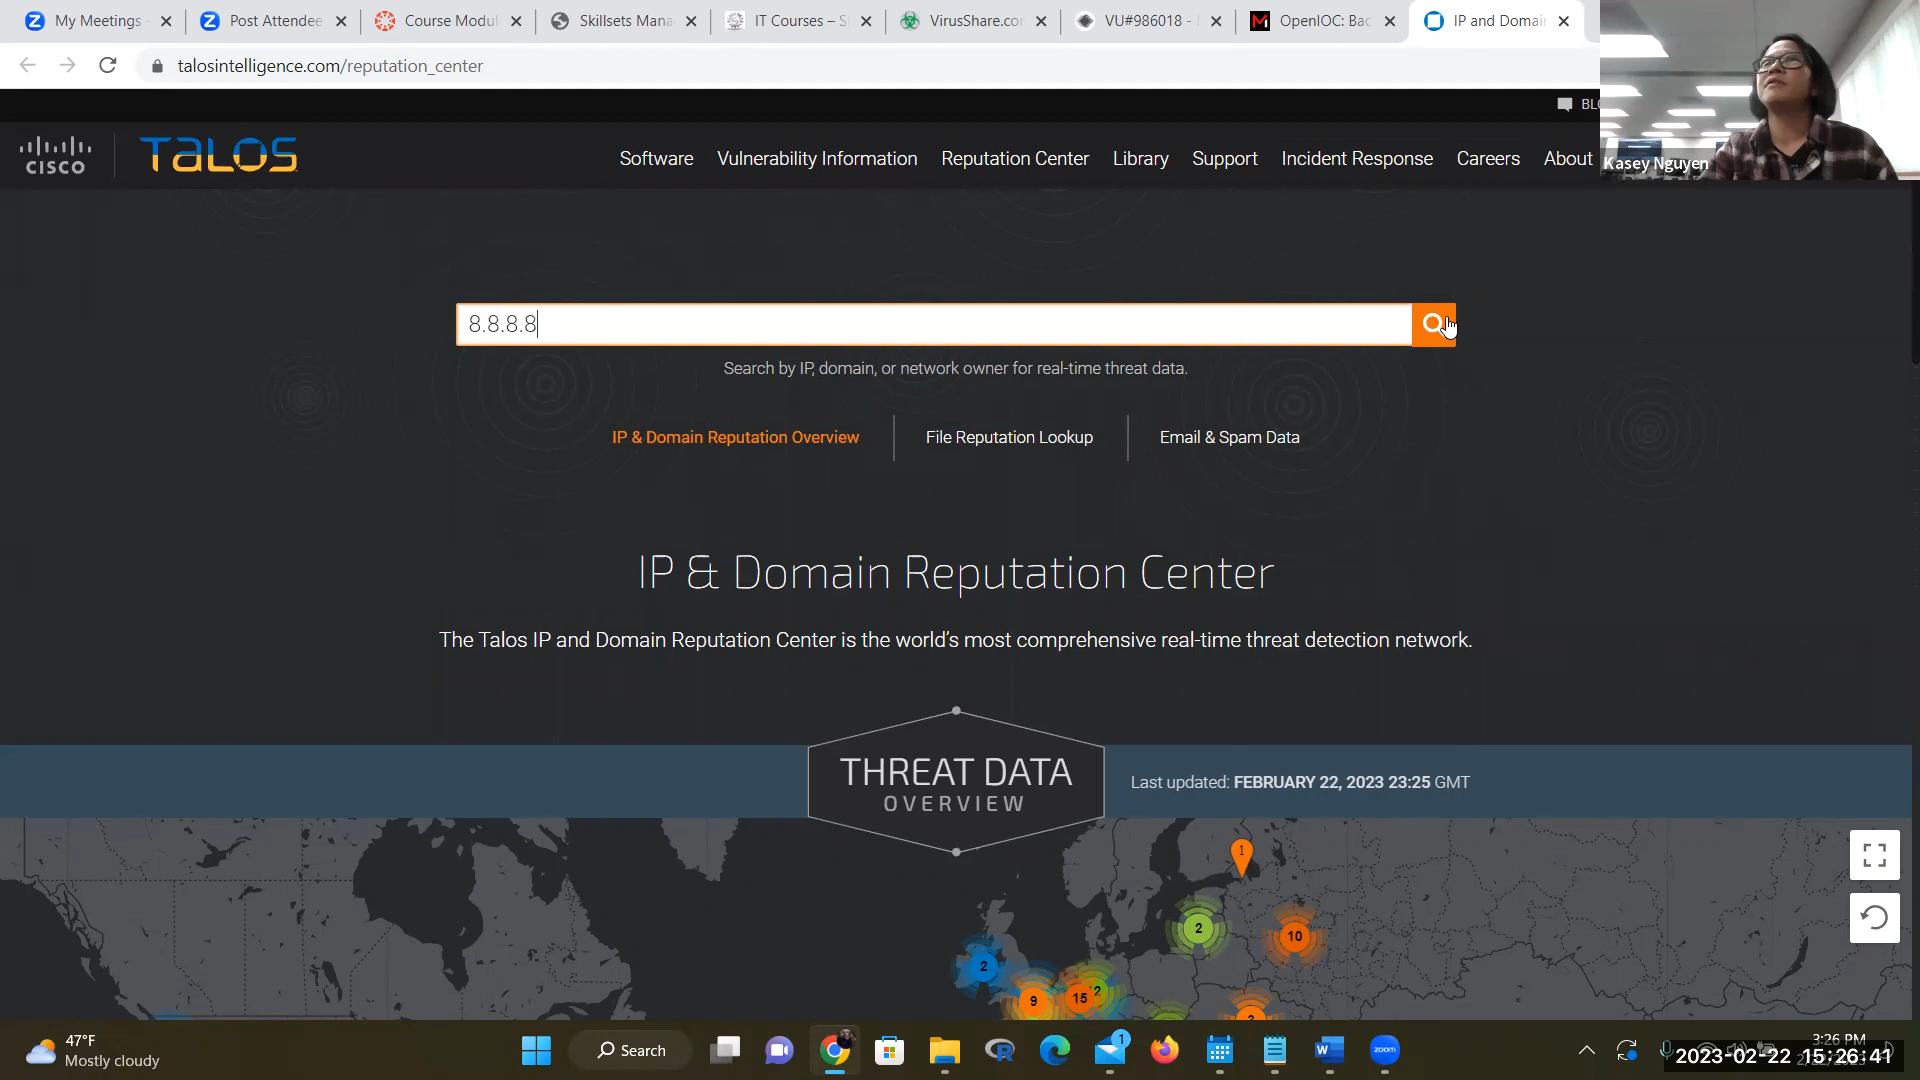 My Meetings
Post Attendee
Course Modul
Skillsets Mana
IT Courses – S
VirusShare.co
VU#986018 -
OpenIOC: Bac
IP and Domai
talosintelligence.com/reputation_center
CISCO
TALOS
Software
Vulnerability Information
Reputation Center
Library
Support
Incident Response
Careers
About
Kasey Nguyen
8.8.8.8
Search by IP, domain, or network owner for real-time threat data.
IP & Domain Reputation Overview
File Reputation Lookup
Email & Spam Data
IP & Domain Reputation Center
The Talos IP and Domain Reputation Center is the world's most comprehensive real-time threat detection network.
THREAT DATA
OVERVIEW
Last updated: FEBRUARY 22, 2023 23:25 GMT
1
2
10
2
9
15
47°F
Mostly cloudy
Search
1
zoom
3:26 PM
2023-02-22 15:26:41